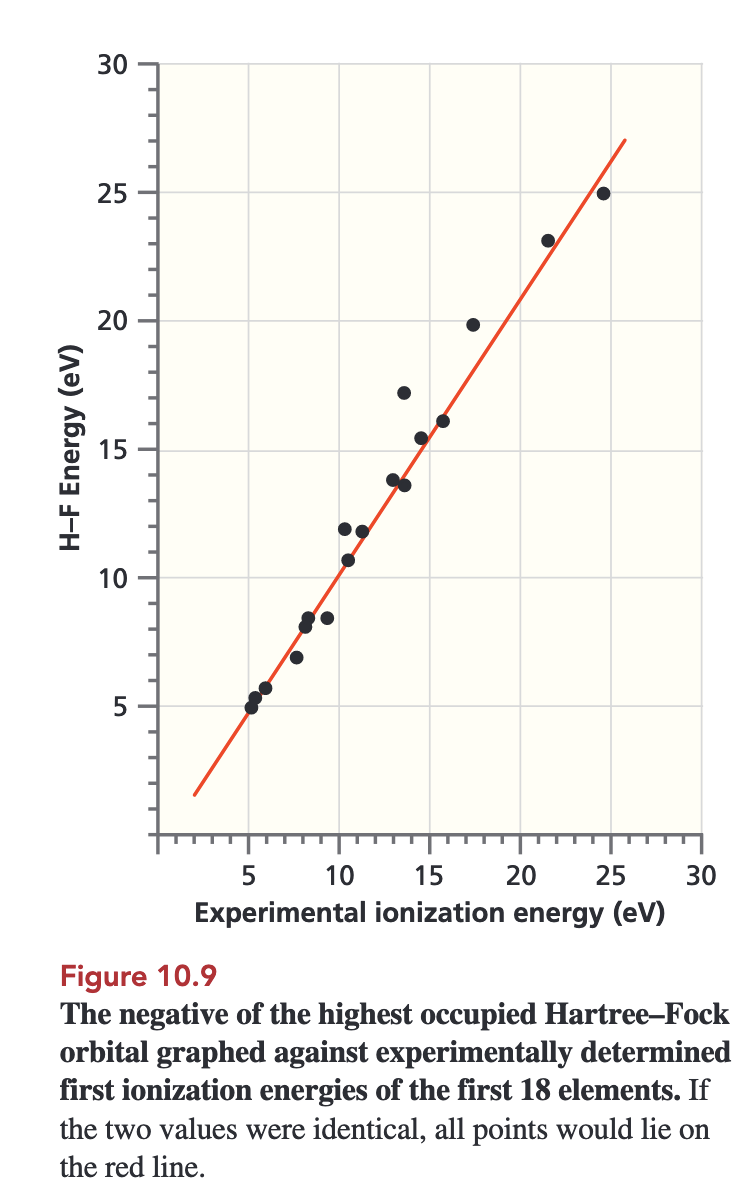 30
25
20
15
10
5
H–F Energy (eV)
5 10 15 20 25 30
Experimental ionization energy (eV)
Figure 10.9
The negative of the highest occupied Hartree–Fock
orbital graphed against experimentally determined
first ionization energies of the first 18 elements. If
the two values were identical, all points would lie on
the red line.